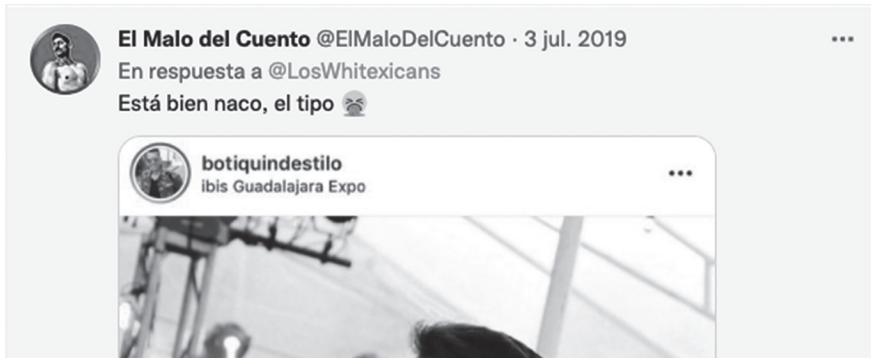 El Malo del Cuento @ElMaloDelCuento · 3 jul. 2019
En respuesta a @LosWhitexicans
Está bien naco, el tipo 🤮
botiquindestilo
ibis Guadalajara Expo